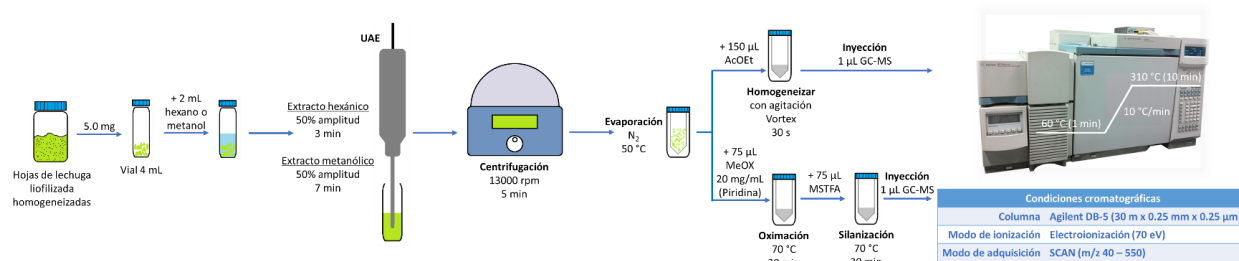 Hojas de lechuga
liofilizada
homogeneizadas
5.0 mg
Vial 4 mL
+ 2 mL
hexano o
metanol
UAE
Extracto hexánico
50% amplitud
3 min
Extracto metanólico
50% amplitud
7 min
Centrifugación
13000 rpm
5 min
Evaporación
N2
50 °C
+ 150 µL
AcOEt
Homogeneizar
con agitación
Vortex
30 s
Inyección
1 µL GC-MS
+ 75 µL
MeOX
20 mg/mL
(Piridina)
Oximación
70 °C
+ 75 µL
MSTFA
Silanización
70 °C
Inyección
1 µL GC-MS
60 °C (1 min)
10 °C/min
310 °C (10 min)
Condiciones cromatográficas
Columna Agilent DB-5 (30 m x 0.25 mm x 0.25 µm
Modo de ionización Electroionización (70 eV)
Modo de adquisición SCAN (m/z 40 – 550)